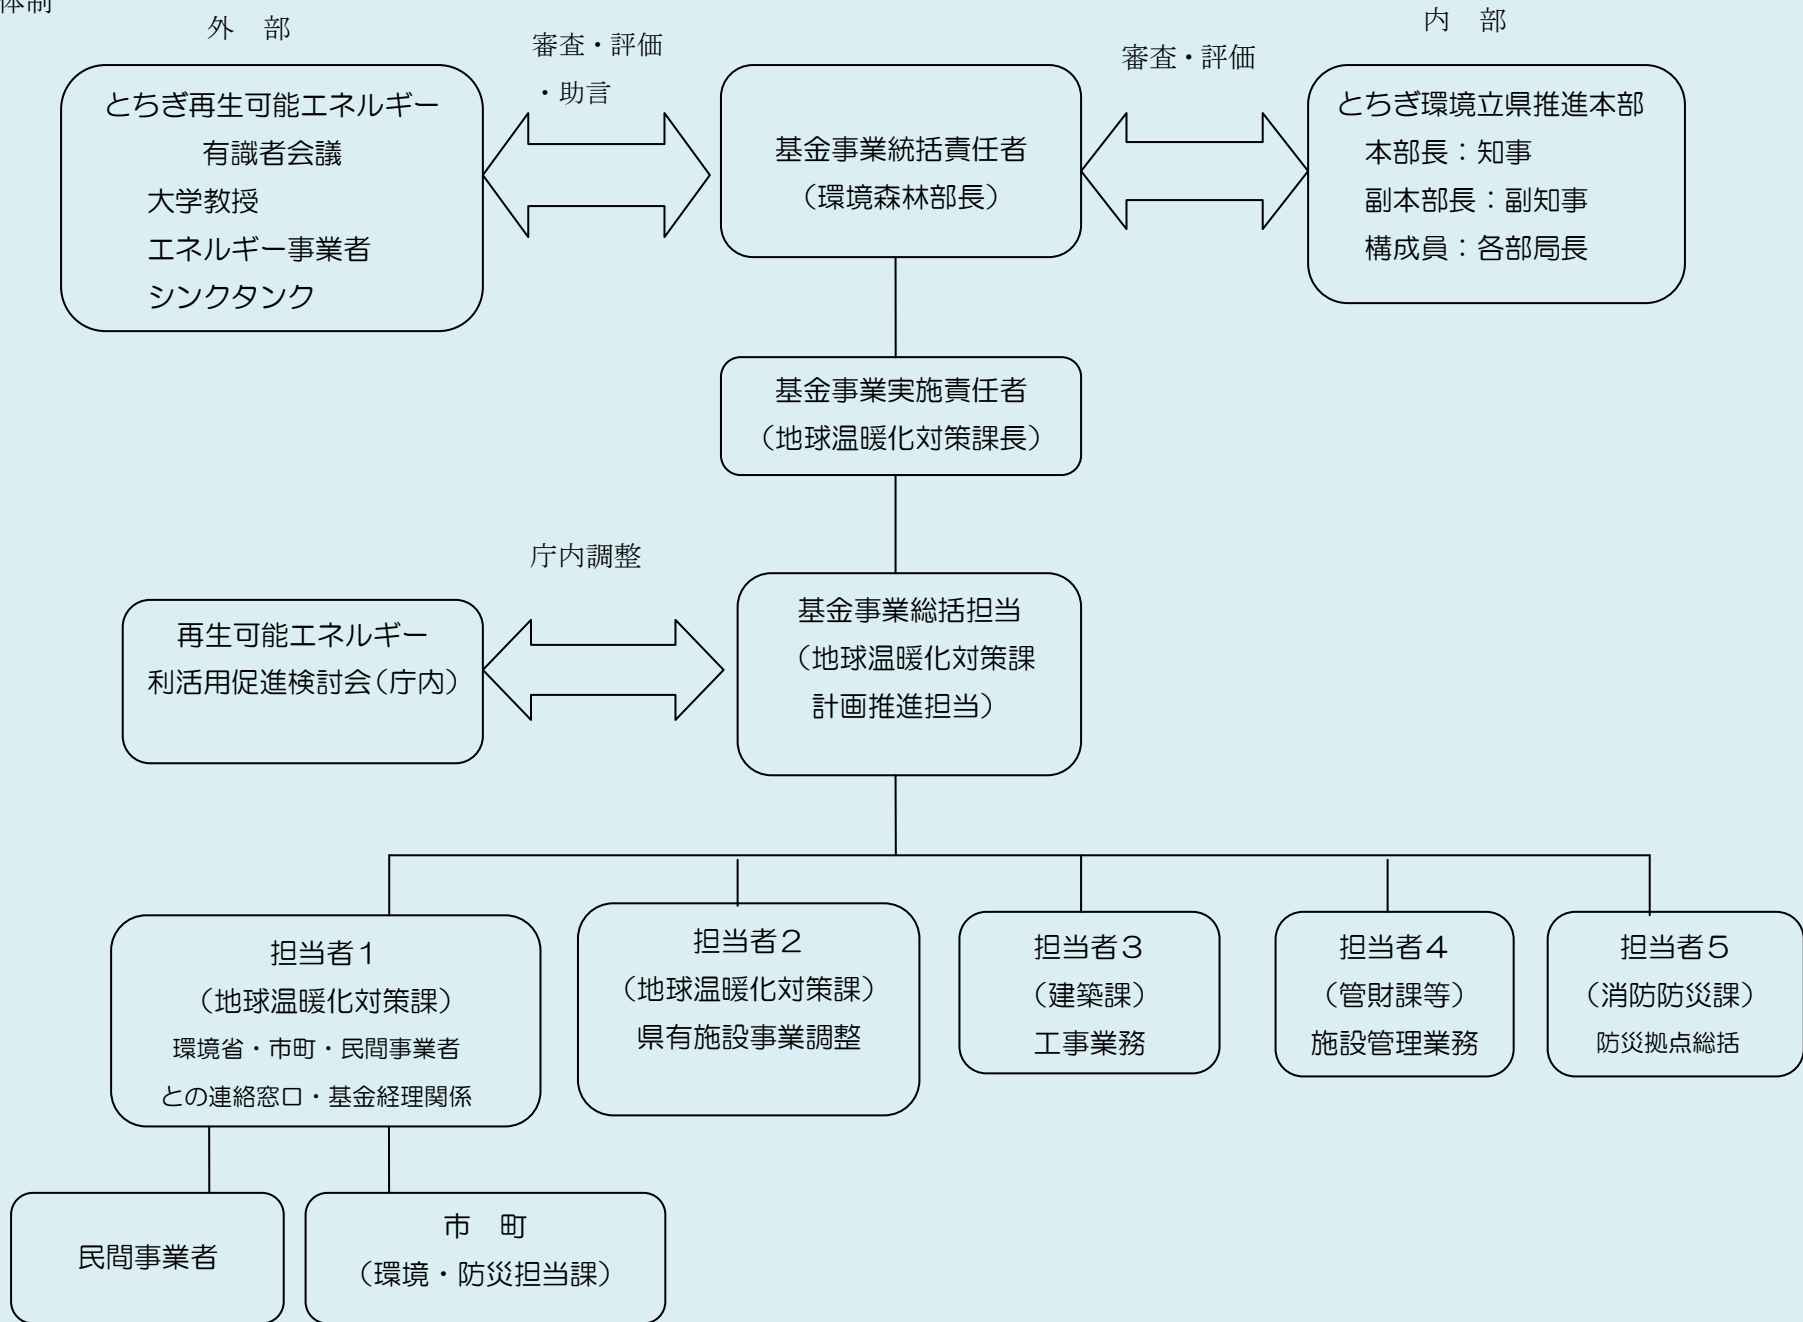 体制
外　部
内　部
審査・評価
・助言
審査・評価
とちぎ再生可能エネルギー
有識者会議
大学教授
エネルギー事業者
シンクタンク
基金事業統括責任者
（環境森林部長）
とちぎ環境立県推進本部
本部長：知事
副本部長：副知事
構成員：各部局長
基金事業実施責任者
（地球温暖化対策課長）
庁内調整
再生可能エネルギー
利活用促進検討会（庁内）
基金事業総括担当
（地球温暖化対策課
計画推進担当）
担当者１
（地球温暖化対策課）
環境省・市町・民間事業者
との連絡窓口・基金経理関係
担当者２
（地球温暖化対策課）
県有施設事業調整
担当者３
（建築課）
工事業務
担当者４
（管財課等）
施設管理業務
担当者５
（消防防災課）
防災拠点総括
民間事業者
市　町
（環境・防災担当課）